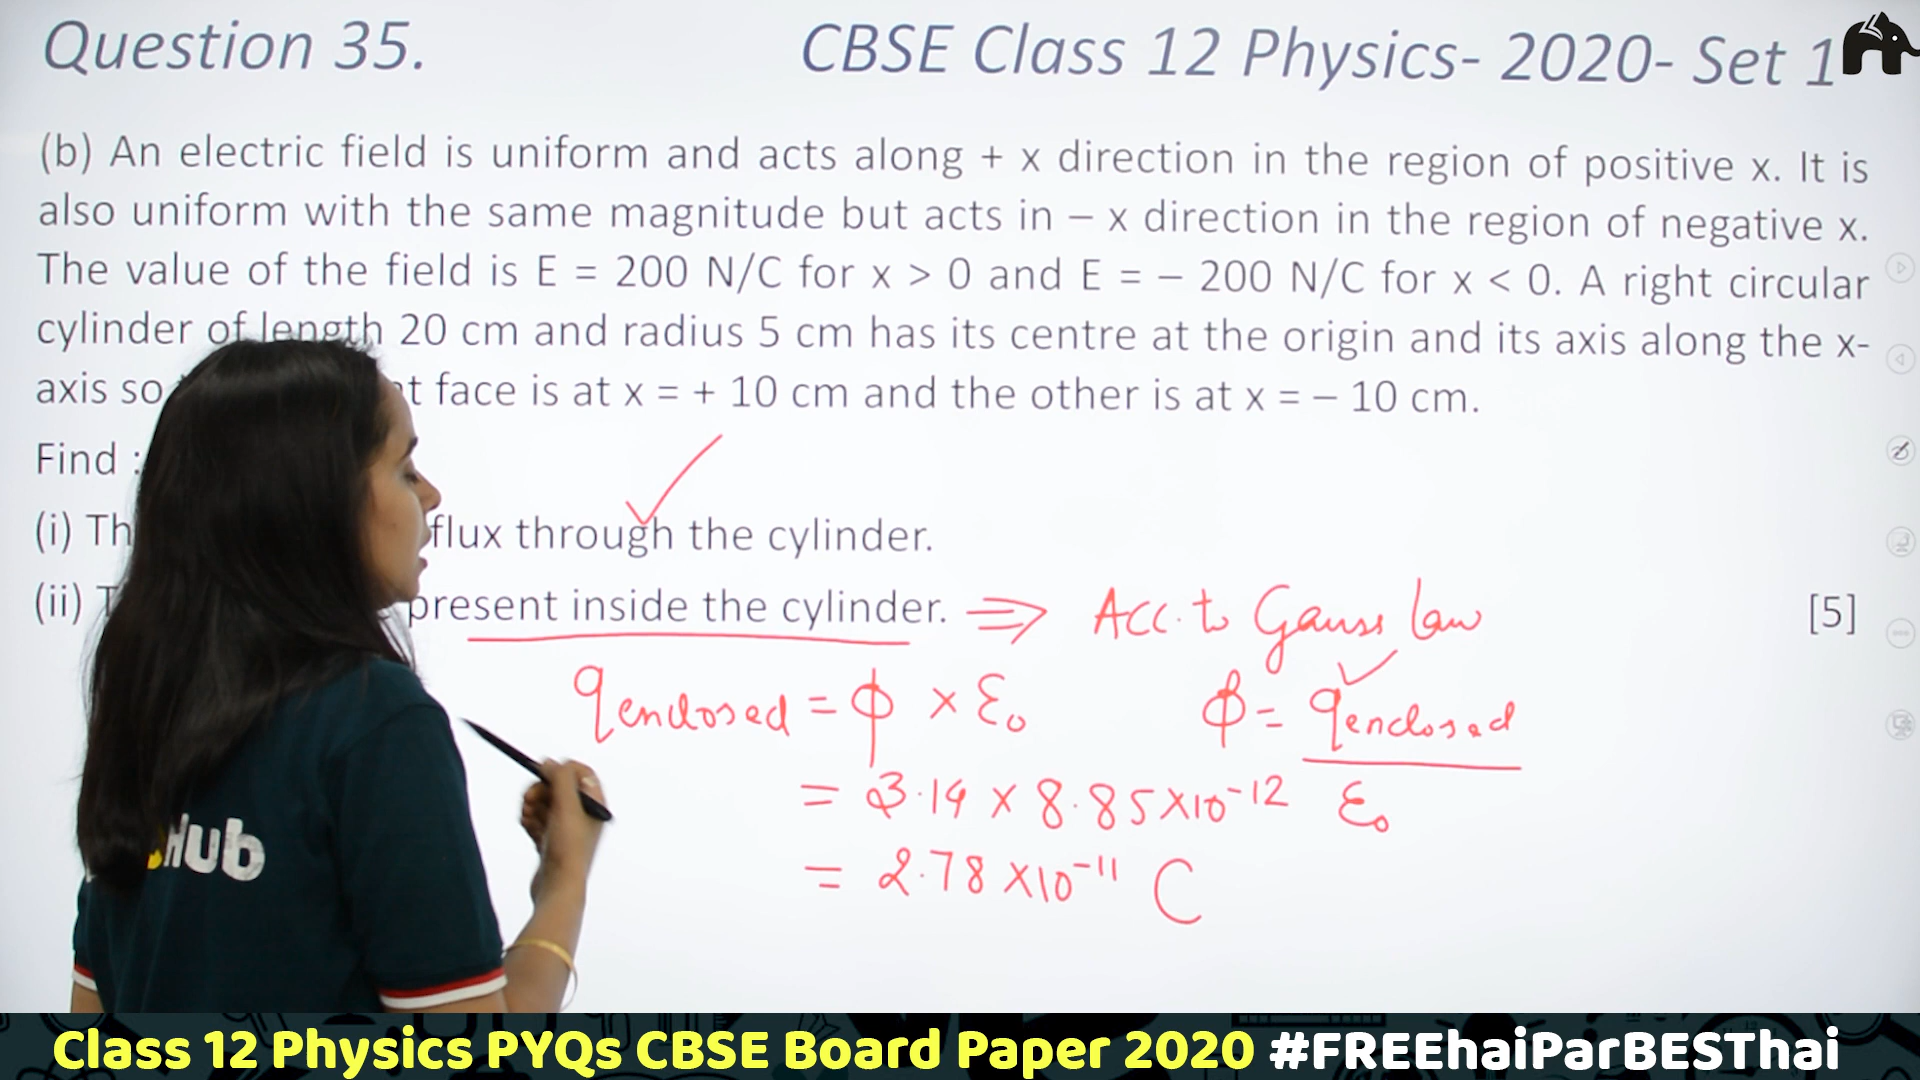 Question 35.
CBSE Class 12 Physics- 2020- Set 1
(b) An electric field is uniform and acts along + x direction in the region of positive x. It is
also uniform with the same magnitude but acts in – x direction in the region of negative x.
The value of the field is E = 200 N/C for x > 0 and E = – 200 N/C for x < 0. A right circular
cylinder of length 20 cm and radius 5 cm has its centre at the origin and its axis along the x-
axis so t face is at x = + 10 cm and the other is at x = – 10 cm.
Find :
(i) Th flux through the cylinder.
(ii) T present inside the cylinder. ⇒ Acc. to Gauss law [5]
qenclosed = ϕ × ε₀
= 3.14 × 8.85×10⁻¹²
= 2.78 ×10⁻¹¹ C
ϕ = qenclosed
ε₀
Hub
Class 12 Physics PYQs CBSE Board Paper 2020 #FREEhaiParBESThai